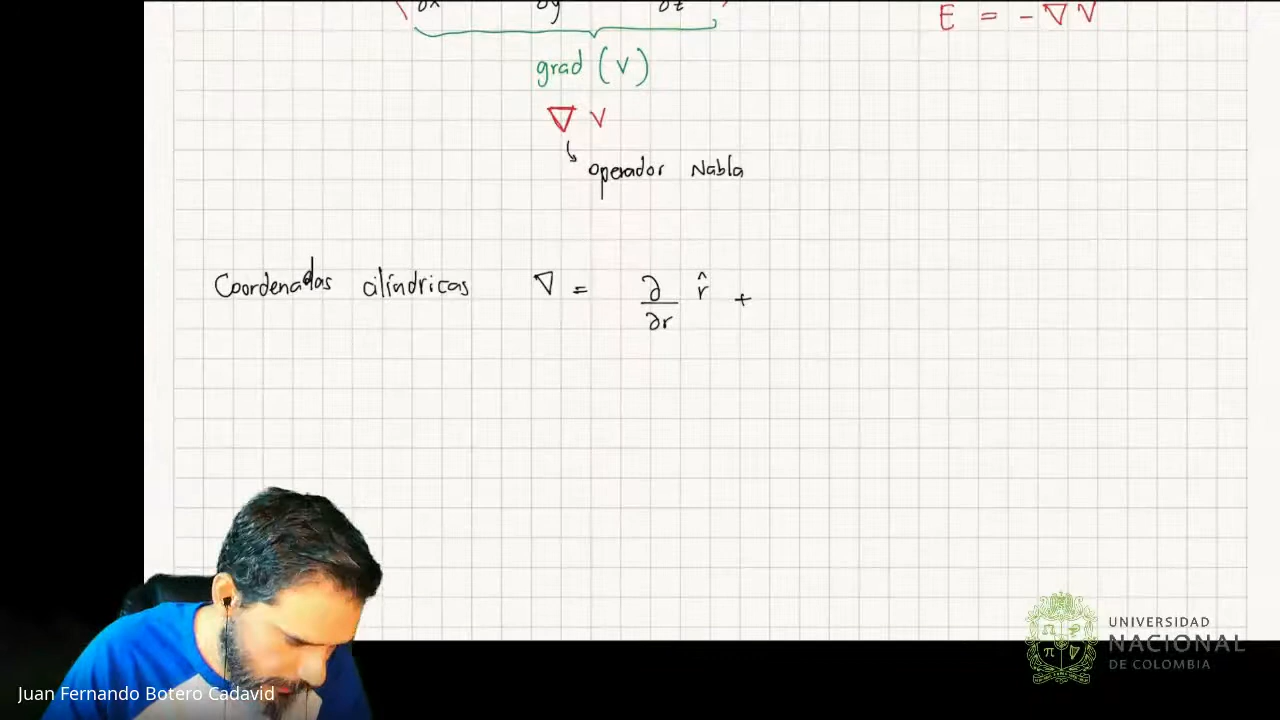 ∂x ∂y ∂z
E = - ∇ V
grad (V)
∇ V
operador Nabla
Coordenadas cilíndricas ∇ = ∂/∂r r̂ +
UNIVERSIDAD
NACIONAL
DE COLOMBIA
Juan Fernando Botero Cadavid